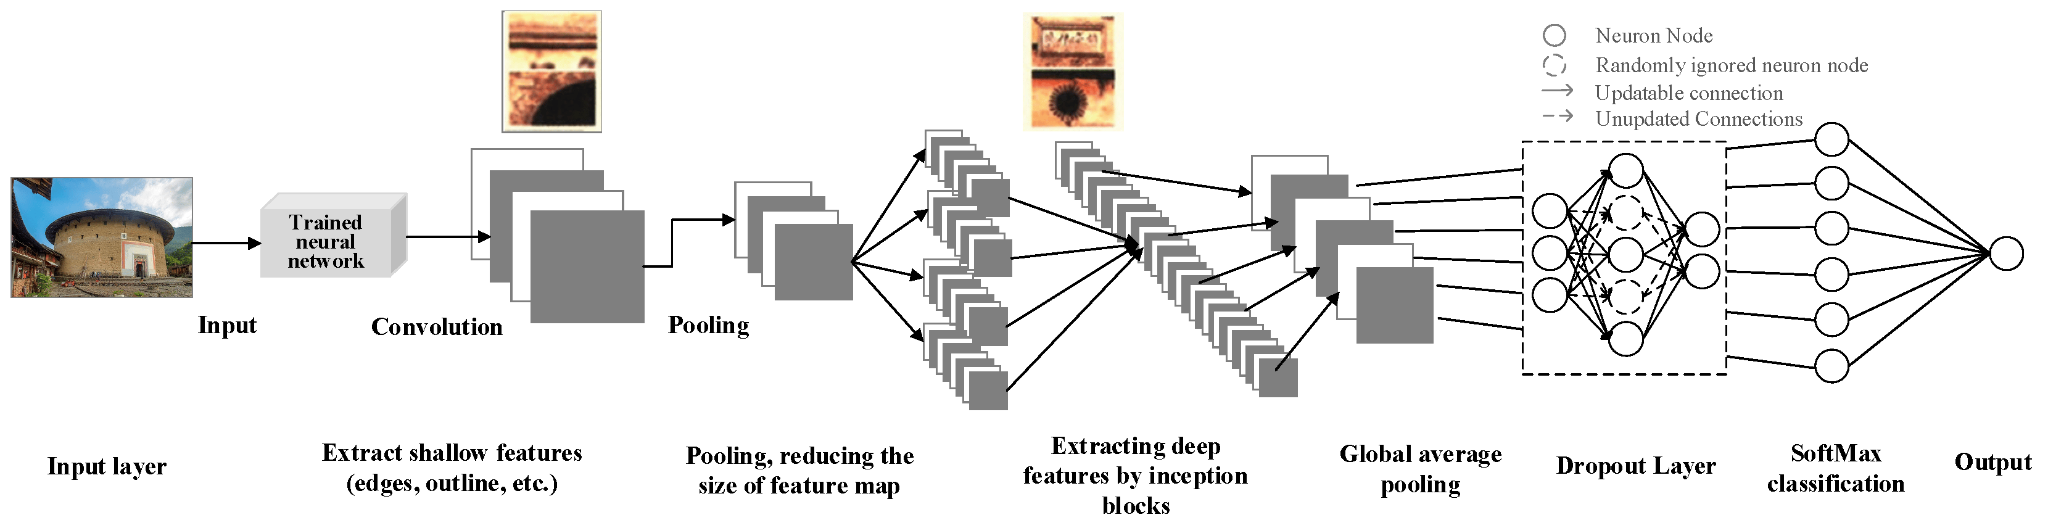 Neuron Node
Randomly ignored neuron node
Updatable connection
Unupdated Connections
Trained
neural
network
Input
Convolution
Pooling
Input layer
Extract shallow features
(edges, outline, etc.)
Pooling, reducing the
size of feature map
Extracting deep
features by inception
blocks
Global average
pooling
Dropout Layer
SoftMax
classification
Output